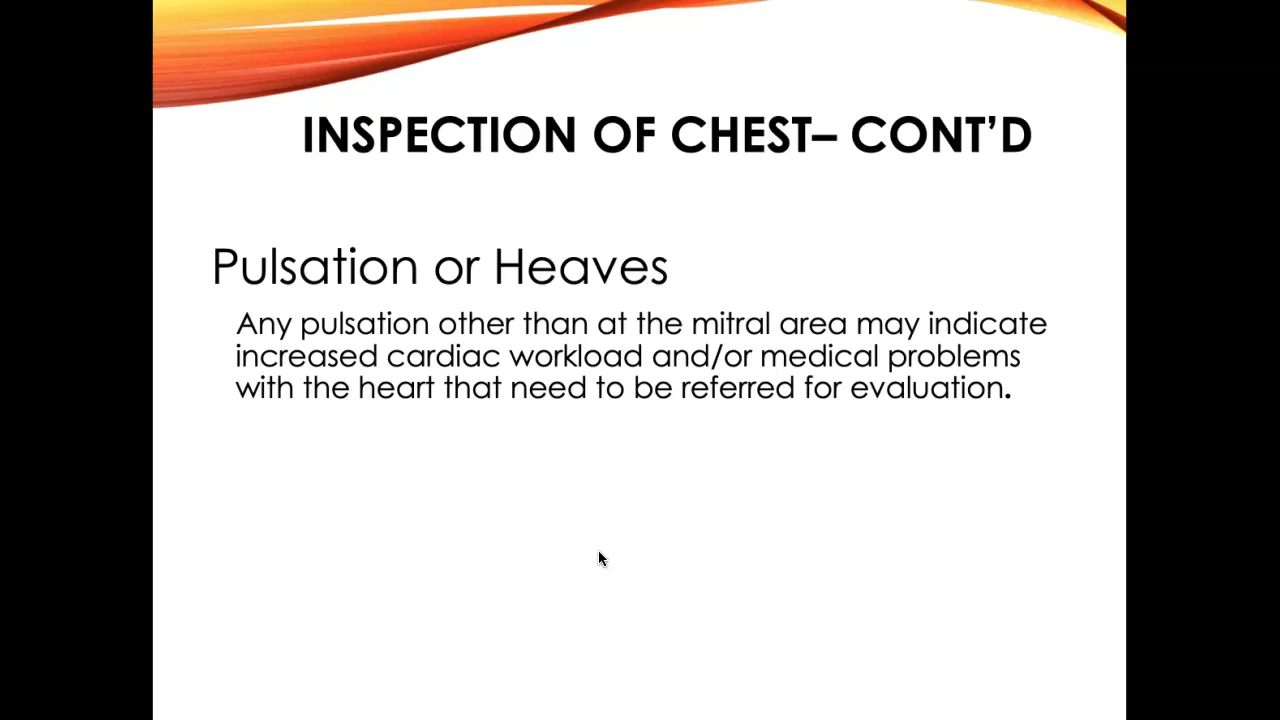 INSPECTION OF CHEST– CONT’D
Pulsation or Heaves
Any pulsation other than at the mitral area may indicate
increased cardiac workload and/or medical problems
with the heart that need to be referred for evaluation.